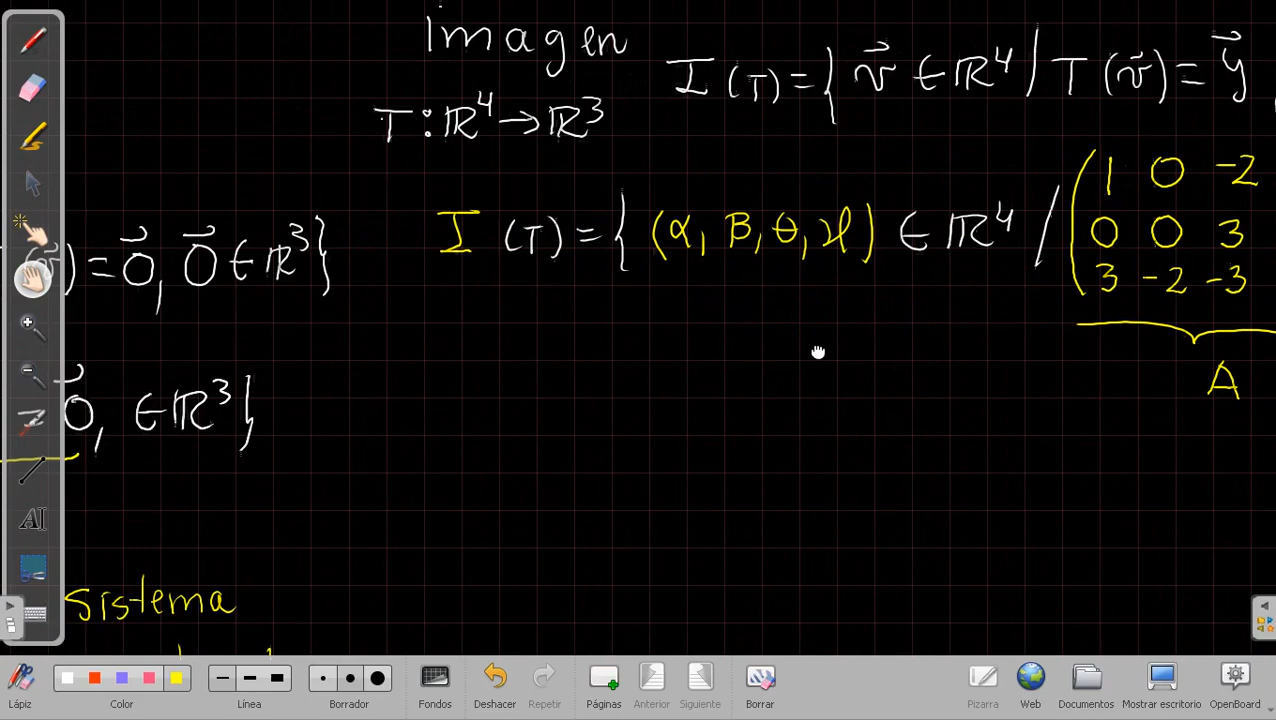 Imagen
I (T) = { v⃗ ∈ ℝ⁴ / T (v⃗) = y⃗
T : ℝ⁴ → ℝ³
1 0 -2
I (T) = { (α, B, θ, ) ∈ ℝ⁴ / ( 0 0 3
) = 0⃗, 0⃗ ∈ ℝ³ }
3 -2 -3
A
0⃗, ∈ ℝ³ }
Sistema
Lápiz
Color
Línea
Borrador
Fondos
Deshacer
Repetir
Páginas
Anterior
Siguiente
Borrar
Pizarra
Web
Documentos
Mostrar escritorio
OpenBoard